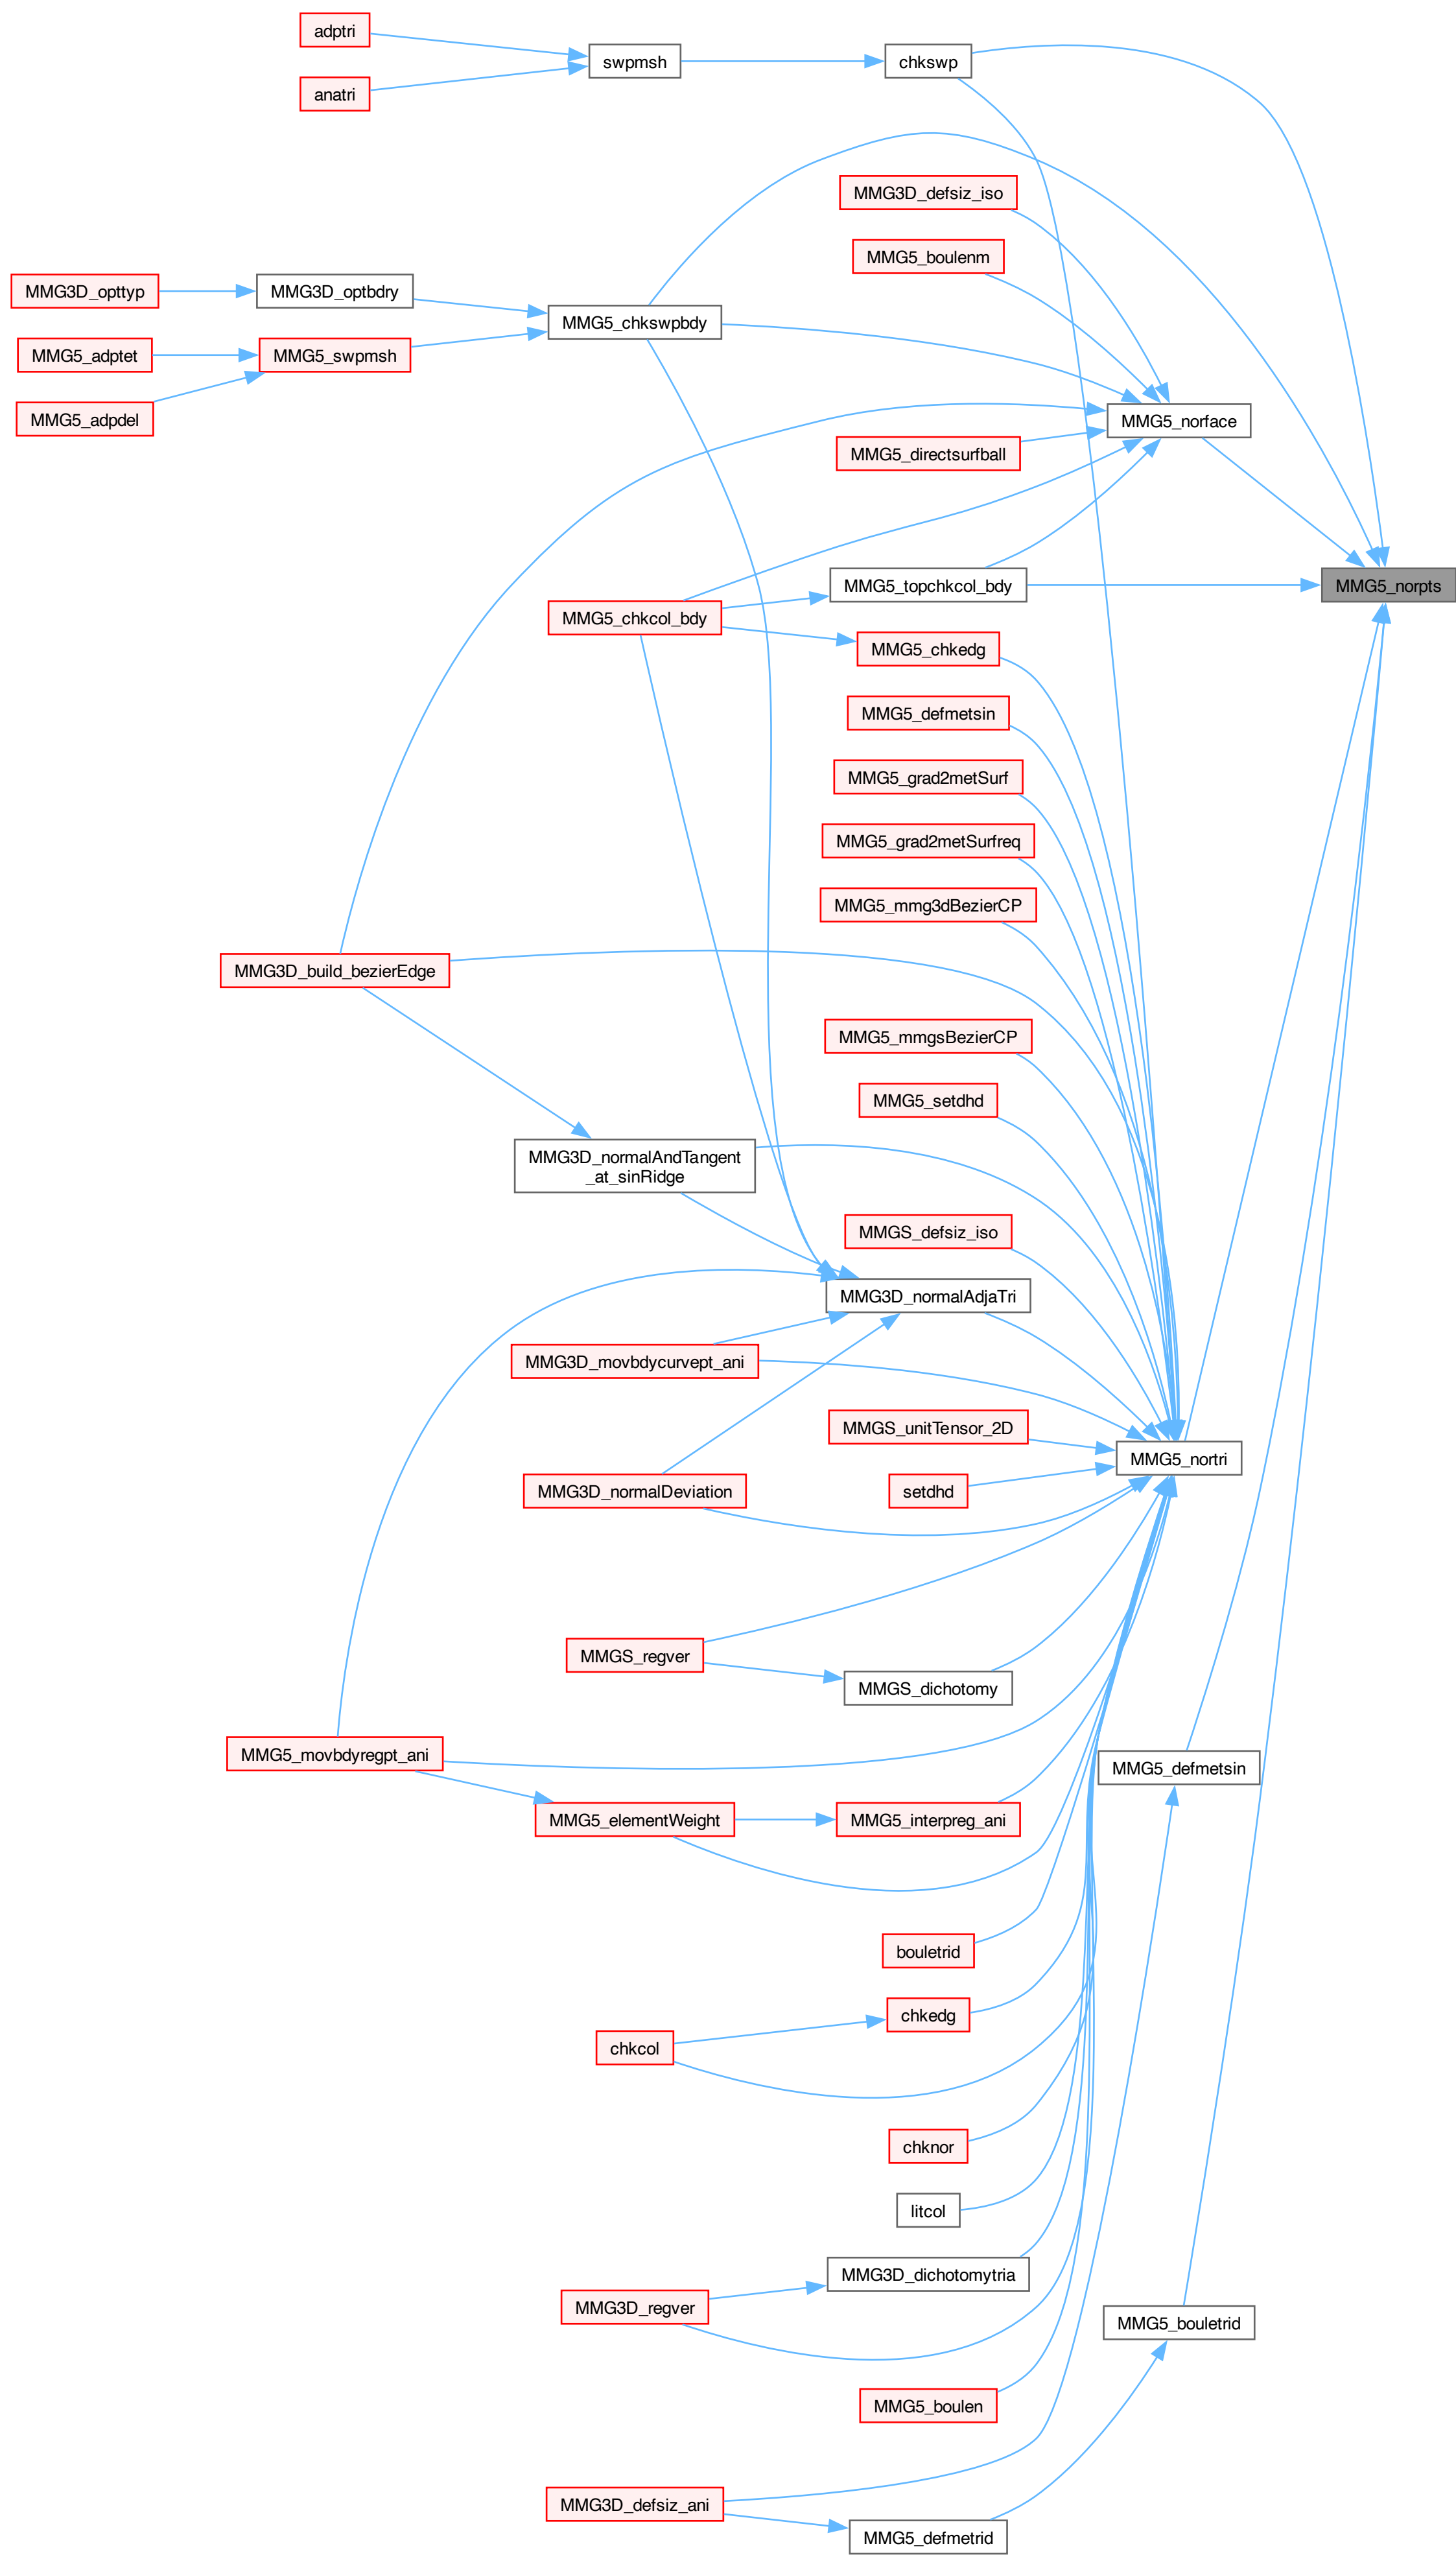 adptri
swpmsh
chkswp
anatri
MMG3D_defsiz_iso
MMG5_boulenm
MMG3D_opttyp
MMG3D_optbdry
MMG5_chkswpbdy
MMG5_adptet
MMG5_swpmsh
MMG5_adpdel
MMG5_norface
MMG5_directsurfball
MMG5_topchkcol_bdy
MMG5_norpts
MMG5_chkcol_bdy
MMG5_chkedg
MMG5_defmetsin
MMG5_grad2metSurf
MMG5_grad2metSurfreq
MMG5_mmg3dBezierCP
MMG3D_build_bezierEdge
MMG5_mmgsBezierCP
MMG5_setdhd
MMG3D_normalAndTangent
_at_sinRidge
MMGS_defsiz_iso
MMG3D_normalAdjaTri
MMG3D_movbdycurvept_ani
MMGS_unitTensor_2D
MMG5_nortri
MMG3D_normalDeviation
setdhd
MMGS_regver
MMGS_dichotomy
MMG5_movbdyregpt_ani
MMG5_defmetsin
MMG5_elementWeight
MMG5_interpreg_ani
bouletrid
chkedg
chkcol
chknor
litcol
MMG3D_dichotomytria
MMG3D_regver
MMG5_bouletrid
MMG5_boulen
MMG3D_defsiz_ani
MMG5_defmetrid